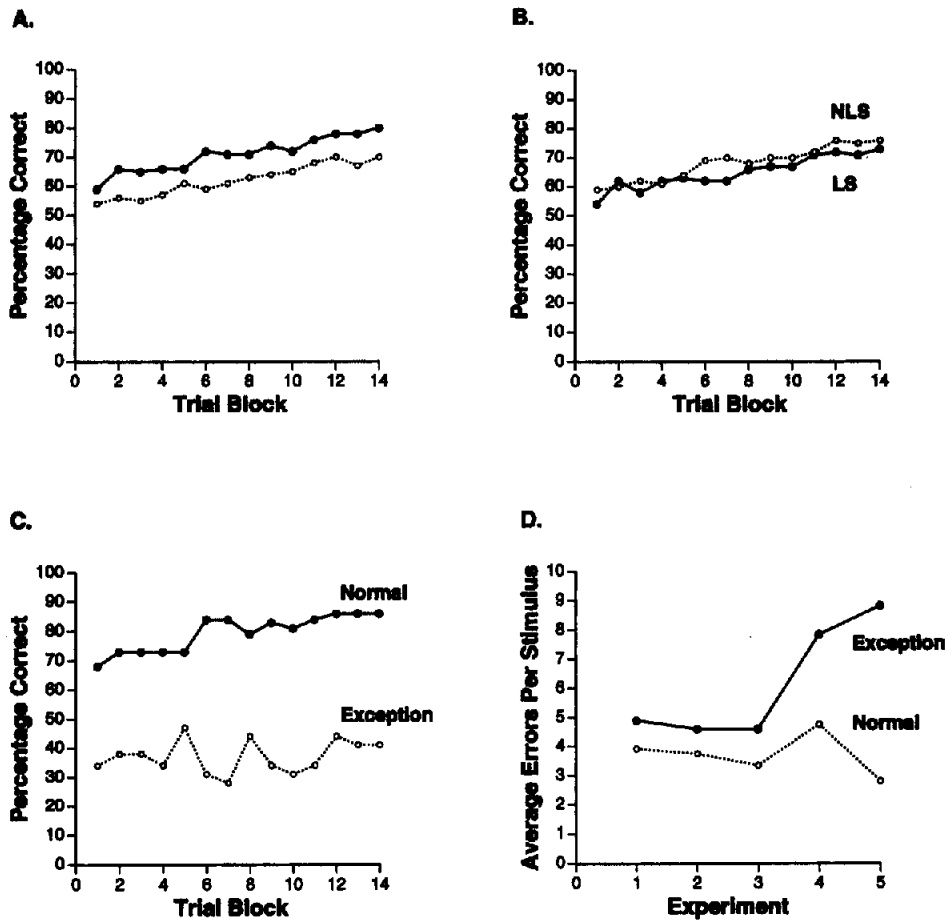 A.
100
90
80
70
60
50
40
30
20
10
0
0 2 4 6 8 10 12 14
Percentage Correct
Trial Block
B.
100
90
80
70
60
50
40
30
20
10
0
0 2 4 6 8 10 12 14
Percentage Correct
Trial Block
NLS
LS
C.
100
90
80
70
60
50
40
30
20
10
0
0 2 4 6 8 10 12 14
Percentage Correct
Trial Block
Normal
Exception
D.
10
9
8
7
6
5
4
3
2
1
0
0 1 2 3 4 5
Average Errors Per Stimulus
Experiment
Exception
Normal